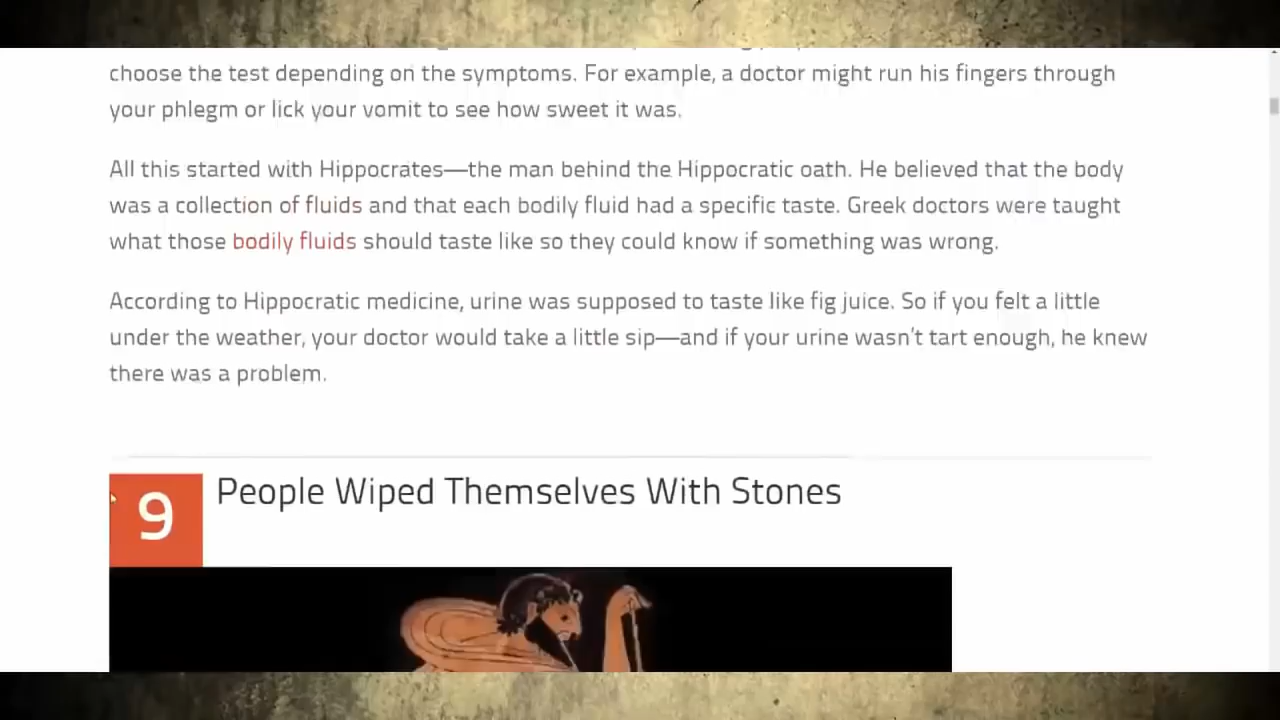 choose the test depending on the symptoms. For example, a doctor might run his fingers through
your phlegm or lick your vomit to see how sweet it was.
All this started with Hippocrates—the man behind the Hippocratic oath. He believed that the body
was a collection of fluids and that each bodily fluid had a specific taste. Greek doctors were taught
what those bodily fluids should taste like so they could know if something was wrong.
According to Hippocratic medicine, urine was supposed to taste like fig juice. So if you felt a little
under the weather, your doctor would take a little sip—and if your urine wasn't tart enough, he knew
there was a problem.
9 People Wiped Themselves With Stones